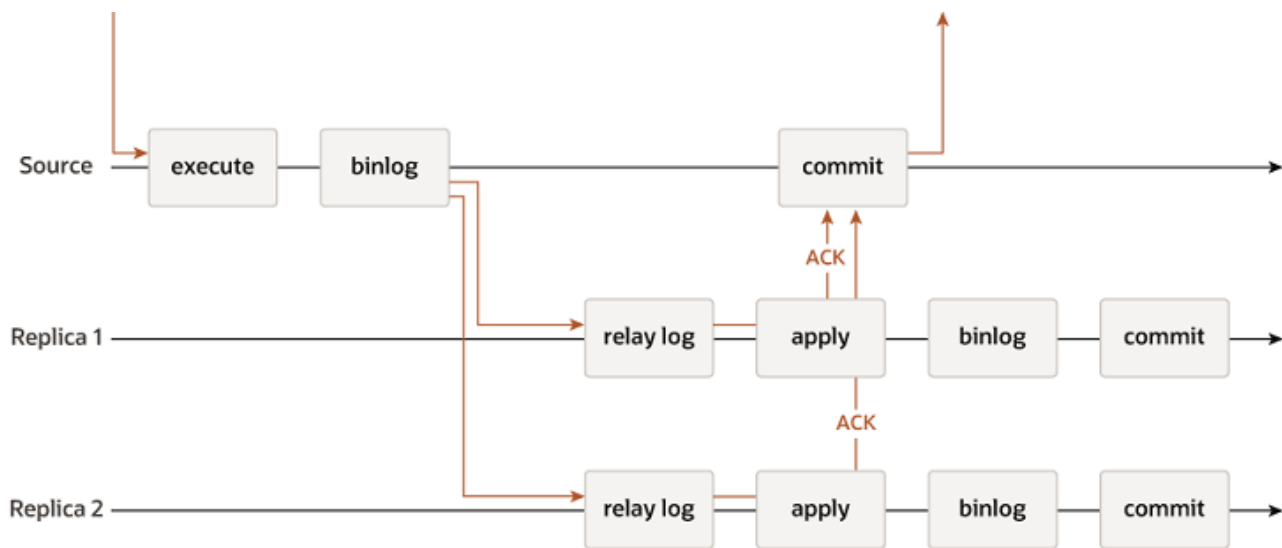 Source execute binlog commit
ACK
Replica 1 relay log apply binlog commit
ACK
Replica 2 relay log apply binlog commit